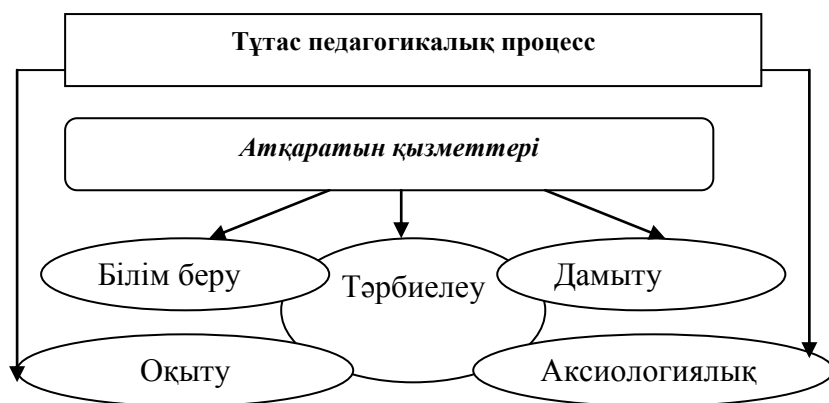 Тұтас педагогикалық процесс
Атқаратын қызметтері
Білім беру
Тәрбиелеу
Дамыту
Оқыту
Аксиологиялық